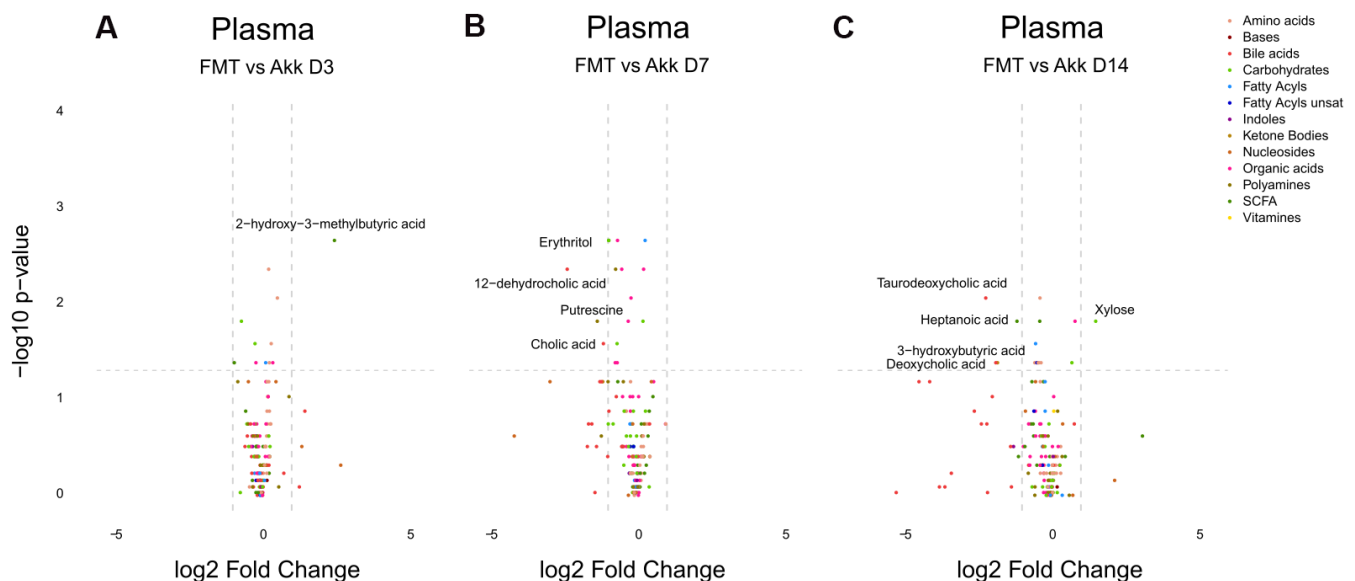 A
Plasma
FMT vs Akk D3
B
Plasma
FMT vs Akk D7
C
Plasma
FMT vs Akk D14
Amino acids
Bases
Bile acids
Carbohydrates
Fatty Acyls
Fatty Acyls unsat
Indoles
Ketone Bodies
Nucleosides
Organic acids
Polyamines
SCFA
Vitamines
−log10 p−value
4
3
2
1
0
2−hydroxy−3−methylbutyric acid
−5
0
5
log2 Fold Change
Erythritol
12−dehydrocholic acid
Putrescine
Cholic acid
−5
0
5
log2 Fold Change
Taurodeoxycholic acid
Heptanoic acid
Xylose
3−hydroxybutyric acid
Deoxycholic acid
−5
0
5
log2 Fold Change